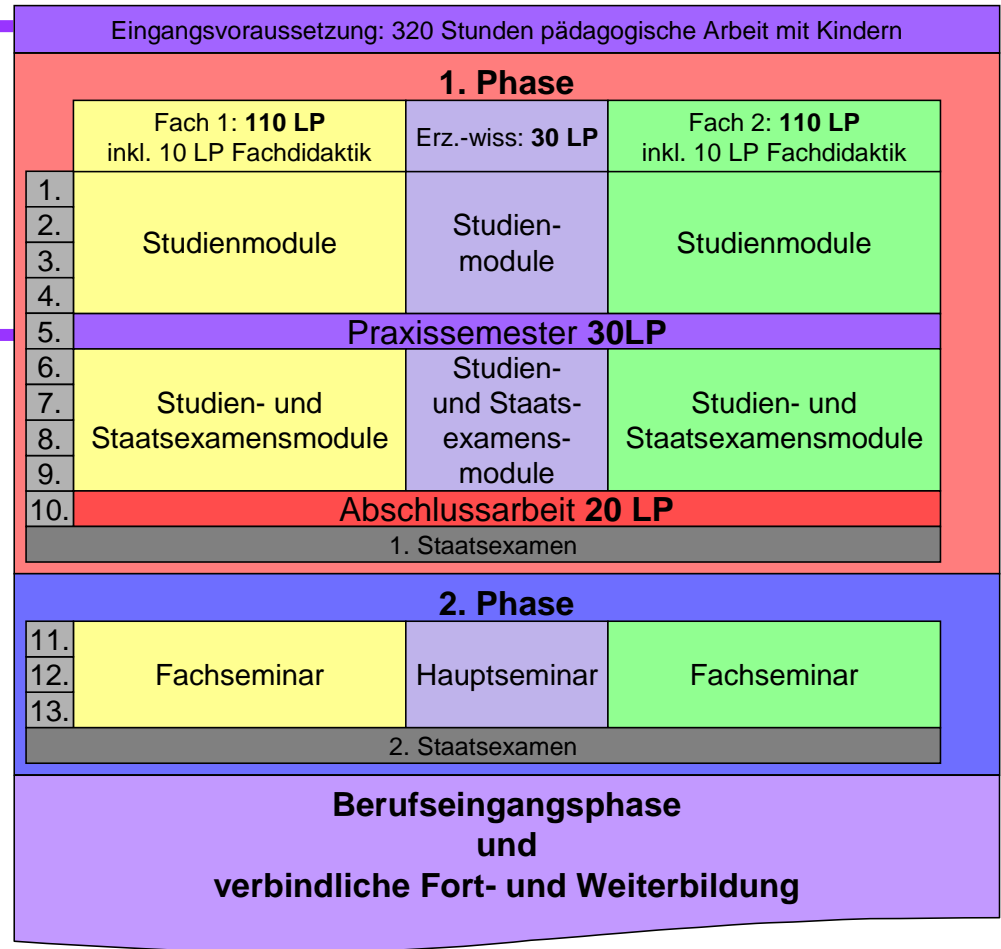 Eingangsvoraussetzung: 320 Stunden pädagogische Arbeit mit Kindern
1. Phase
Fach 1: 110 LP
inkl. 10 LP Fachdidaktik
Erz.-wiss: 30 LP
Fach 2: 110 LP
inkl. 10 LP Fachdidaktik
1.
2.
3.
4.
Studienmodule
Studien-
module
Studienmodule
5.
Praxissemester 30LP
6.
7.
8.
9.
Studien- und
Staatsexamensmodule
Studien-
und Staats-
examens-
module
Studien- und
Staatsexamensmodule
10.
Abschlussarbeit 20 LP
1. Staatsexamen
2. Phase
11.
12.
13.
Fachseminar
Hauptseminar
Fachseminar
2. Staatsexamen
Berufseingangsphase
und
verbindliche Fort- und Weiterbildung